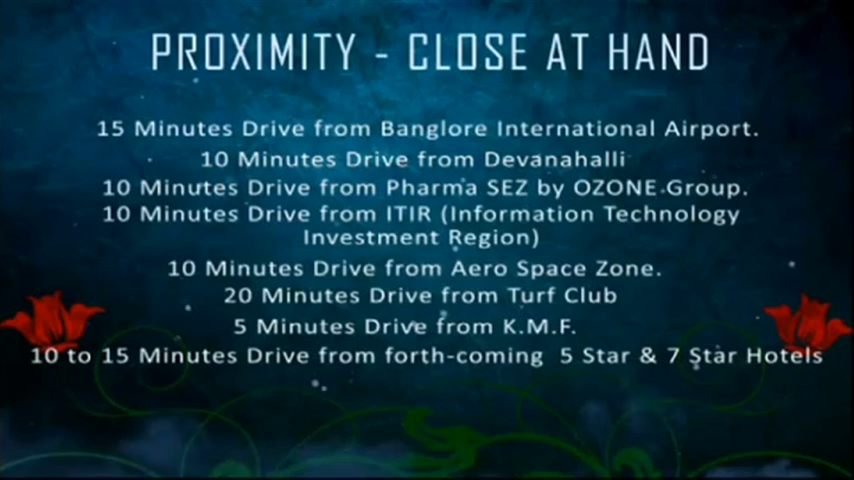 PROXIMITY - CLOSE AT HAND
15 Minutes Drive from Banglore International Airport.
10 Minutes Drive from Devanahalli
10 Minutes Drive from Pharma SEZ by OZONE Group.
10 Minutes Drive from ITIR (Information Technology
Investment Region)
10 Minutes Drive from Aero Space Zone.
20 Minutes Drive from Turf Club
5 Minutes Drive from K.M.F.
10 to 15 Minutes Drive from forth-coming 5 Star & 7 Star Hotels